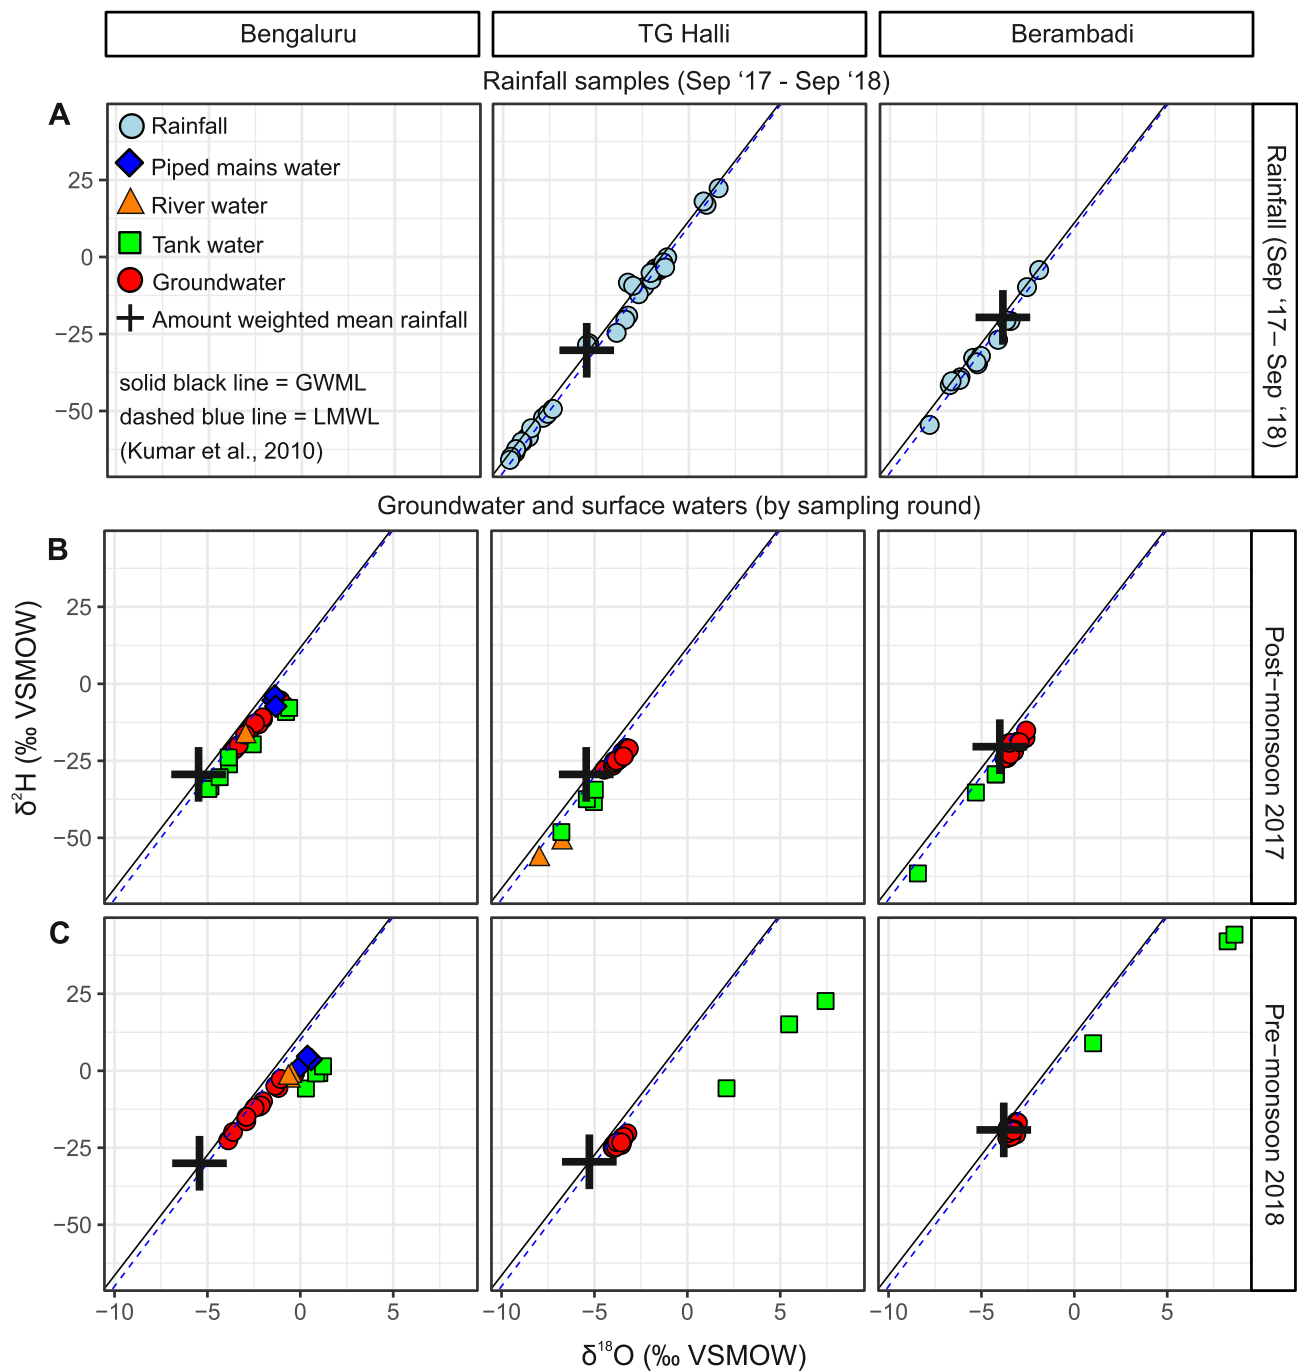 Bengaluru
TG Halli
Berambadi
Rainfall samples (Sep ‘17 - Sep ‘18)
A
Rainfall
Piped mains water
River water
Tank water
Groundwater
Amount weighted mean rainfall
solid black line = GWML
dashed blue line = LMWL
(Kumar et al., 2010)
25
0
−25
−50
Rainfall (Sep ‘17– Sep ‘18)
Groundwater and surface waters (by sampling round)
B
25
0
−25
−50
Post−monsoon 2017
δ²H (‰ VSMOW)
C
25
0
−25
−50
Pre−monsoon 2018
−10 −5 0 5
−10 −5 0 5
−10 −5 0 5
δ¹⁸O (‰ VSMOW)